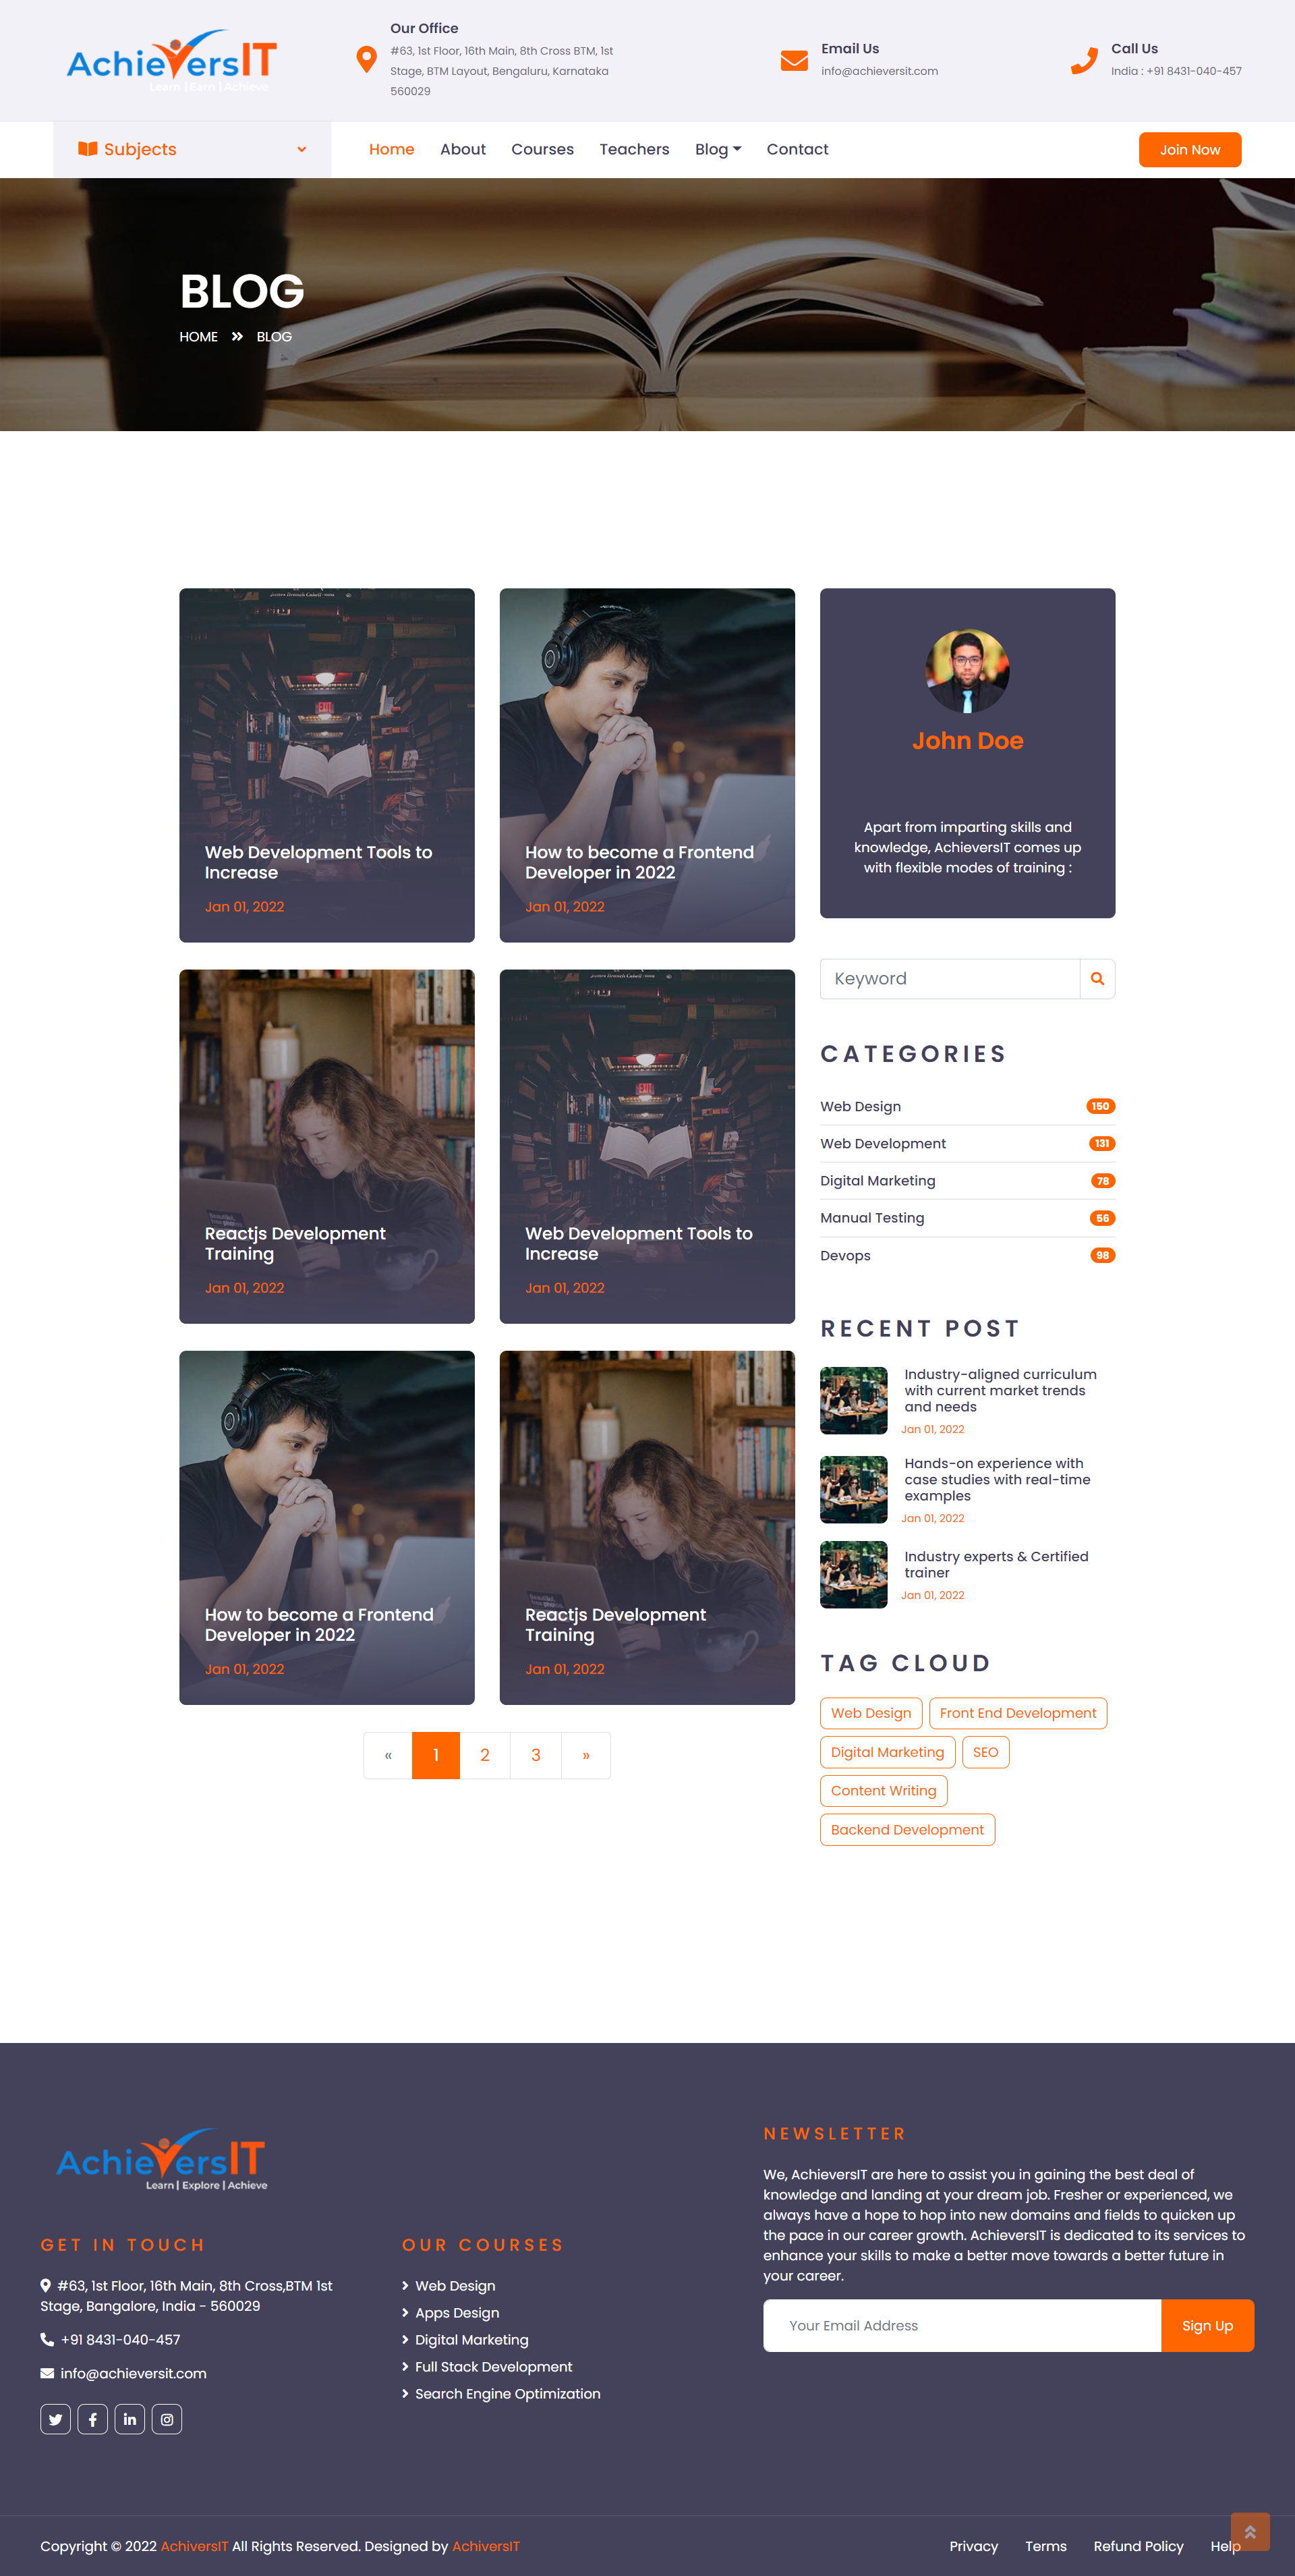 AchieversIT
Learn | Earn | Achieve
Our Office
#63, 1st Floor, 16th Main, 8th Cross BTM, 1st
Stage, BTM Layout, Bengaluru, Karnataka
560029
Email Us
info@achieversit.com
Call Us
India : +91 8431-040-457
Subjects
Home
About
Courses
Teachers
Blog
Contact
Join Now
BLOG
HOME
BLOG
Web Development Tools to
Increase
Jan 01, 2022
How to become a Frontend
Developer in 2022
Jan 01, 2022
Reactjs Development
Training
Jan 01, 2022
Web Development Tools to
Increase
Jan 01, 2022
How to become a Frontend
Developer in 2022
Jan 01, 2022
Reactjs Development
Training
Jan 01, 2022
« 1 2 3 »
John Doe
Apart from imparting skills and
knowledge, AchieversIT comes up
with flexible modes of training :
Keyword
CATEGORIES
Web Design 150
Web Development 131
Digital Marketing 78
Manual Testing 56
Devops 98
RECENT POST
Industry-aligned curriculum
with current market trends
and needs
Jan 01, 2022
Hands-on experience with
case studies with real-time
examples
Jan 01, 2022
Industry experts & Certified
trainer
Jan 01, 2022
TAG CLOUD
Web Design
Front End Development
Digital Marketing
SEO
Content Writing
Backend Development
AchieversIT
Learn | Explore | Achieve
GET IN TOUCH
#63, 1st Floor, 16th Main, 8th Cross,BTM 1st
Stage, Bangalore, India - 560029
+91 8431-040-457
info@achieversit.com
OUR COURSES
Web Design
Apps Design
Digital Marketing
Full Stack Development
Search Engine Optimization
NEWSLETTER
We, AchieversIT are here to assist you in gaining the best deal of
knowledge and landing at your dream job. Fresher or experienced, we
always have a hope to hop into new domains and fields to quicken up
the pace in our career growth. AchieversIT is dedicated to its services to
enhance your skills to make a better move towards a better future in
your career.
Your Email Address
Sign Up
Copyright © 2022 AchiversIT All Rights Reserved. Designed by AchiversIT
Privacy
Terms
Refund Policy
Help